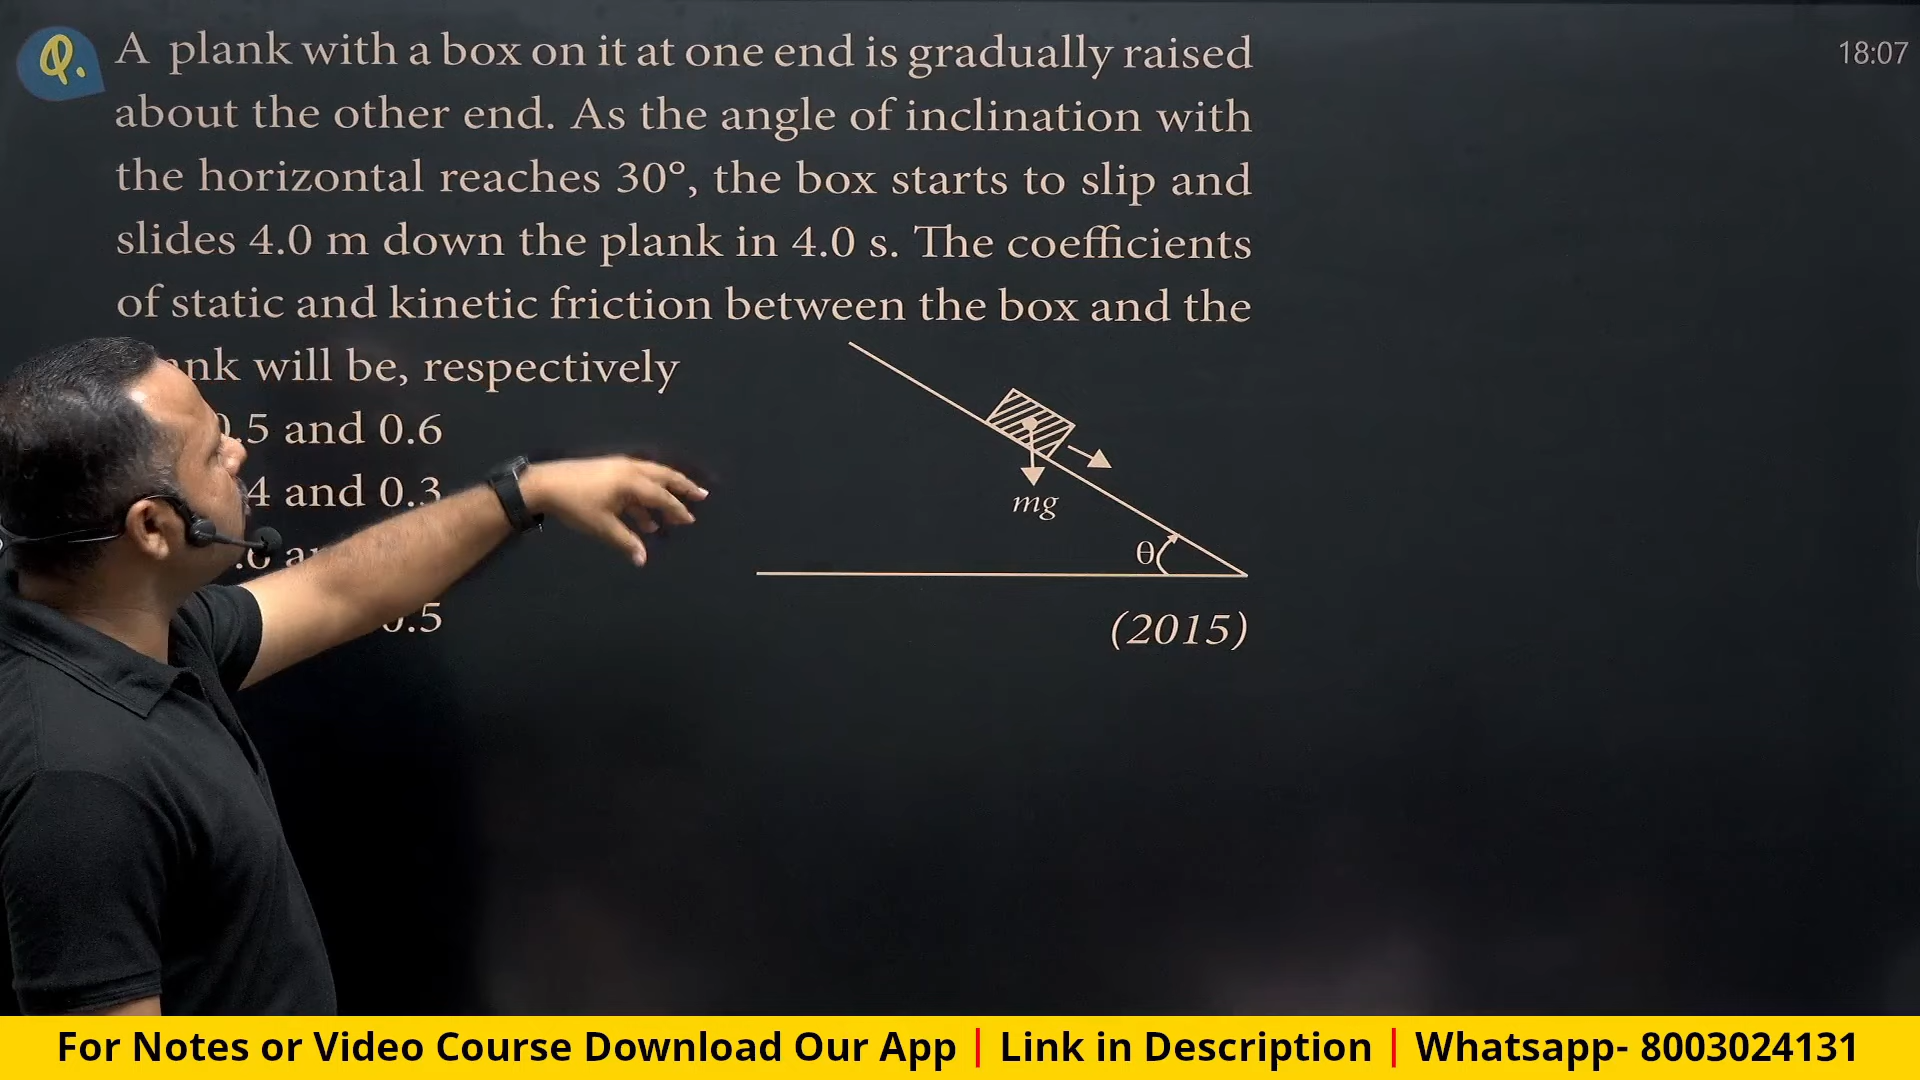 Q. A plank with a box on it at one end is gradually raised
18:07
about the other end. As the angle of inclination with
the horizontal reaches 30°, the box starts to slip and
slides 4.0 m down the plank in 4.0 s. The coefficients
of static and kinetic friction between the box and the
will be, respectively
and 0.6
and 0.3
mg
θ
(2015)
For Notes or Video Course Download Our App | Link in Description | Whatsapp- 8003024131